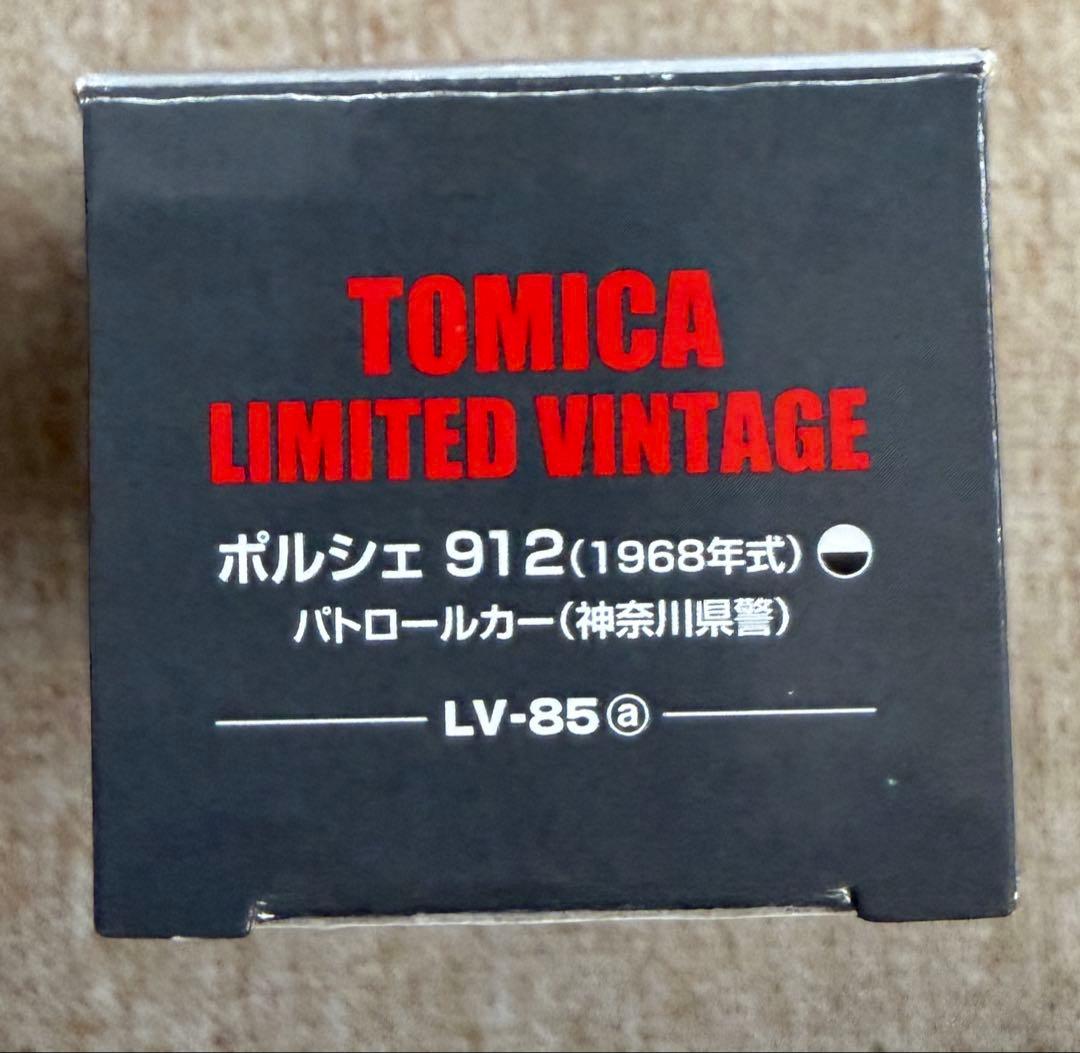 TOMICA
LIMITED VINTAGE
ポルシェ 912(1968年式)
パトロールカー(神奈川県警)
LV-85ⓐ